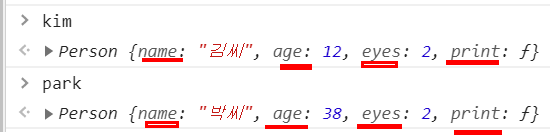 > kim
<· ▸ Person {name: "김씨", age: 12, eyes: 2, print: ƒ}
> park
<· ▸ Person {name: "박씨", age: 38, eyes: 2, print: ƒ}